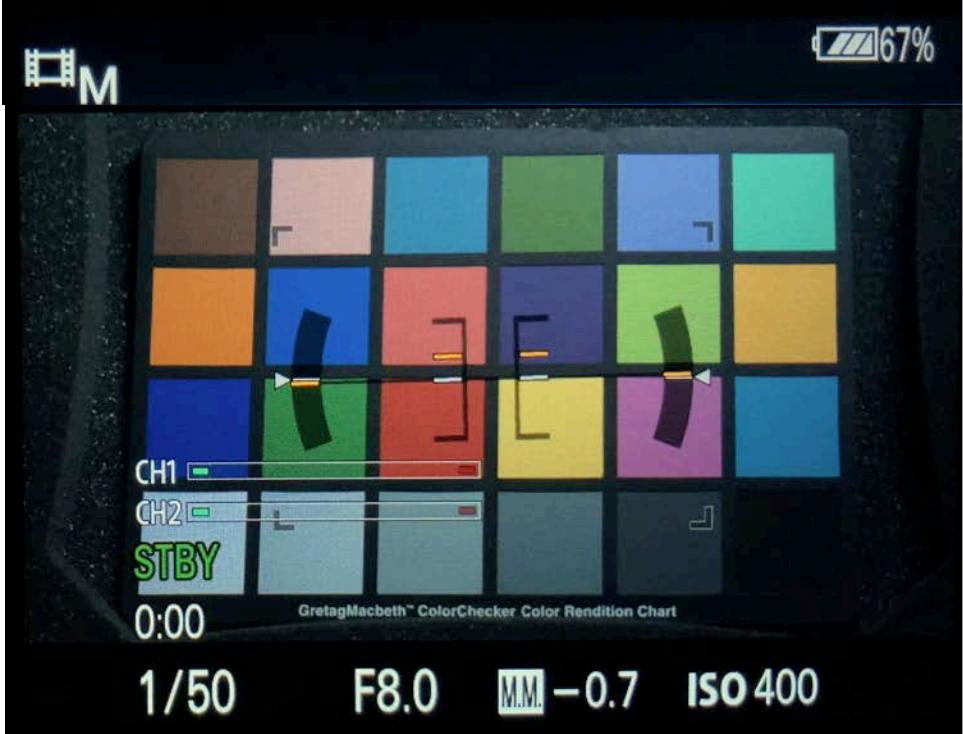 67%
M
CH1
CH2
STBY
0:00
GretagMacbeth™ ColorChecker Color Rendition Chart
1/50 F8.0 M.M. −0.7 ISO 400